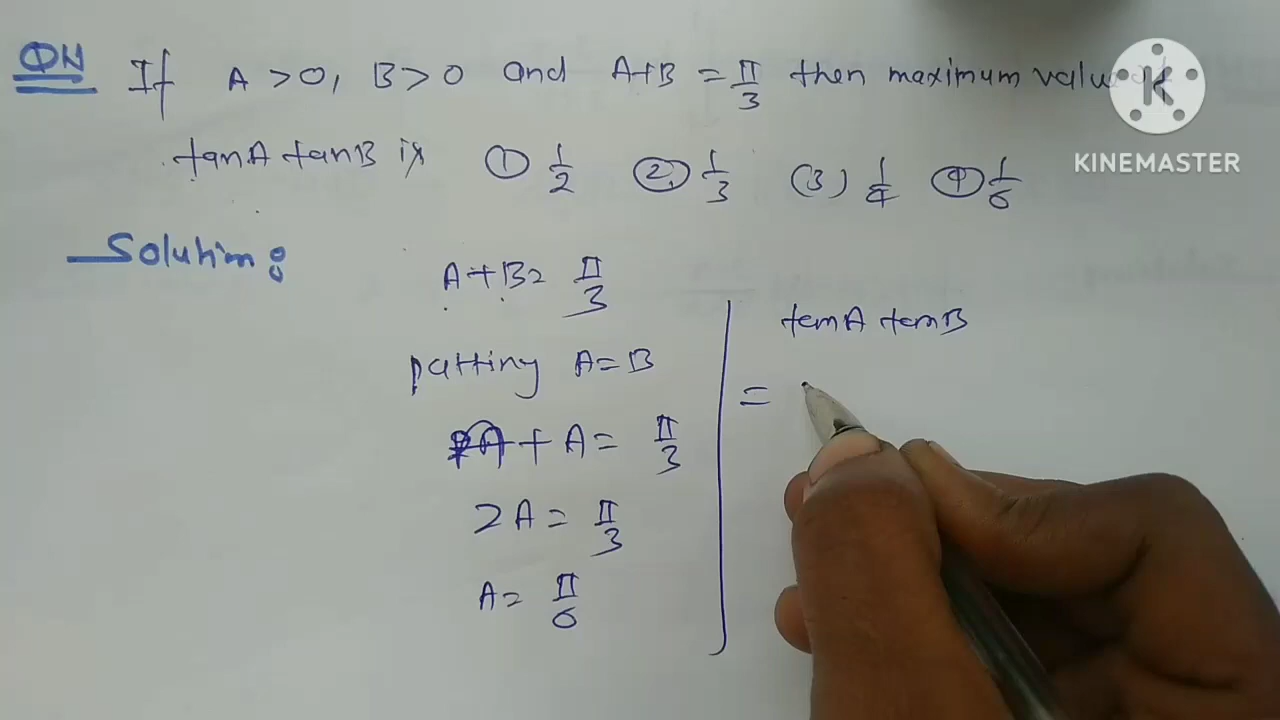 QN If A > 0, B > 0 and A+B = π/3 then maximum value
tanA tanB is ① 1/2 ② 1/3 (3) 1/4 ④ 1/6
K
KINEMASTER
Solution:
A+B= π/3
putting A=B
+ A = π/3
2A = π/3
A = π/6
tanA tanB
=